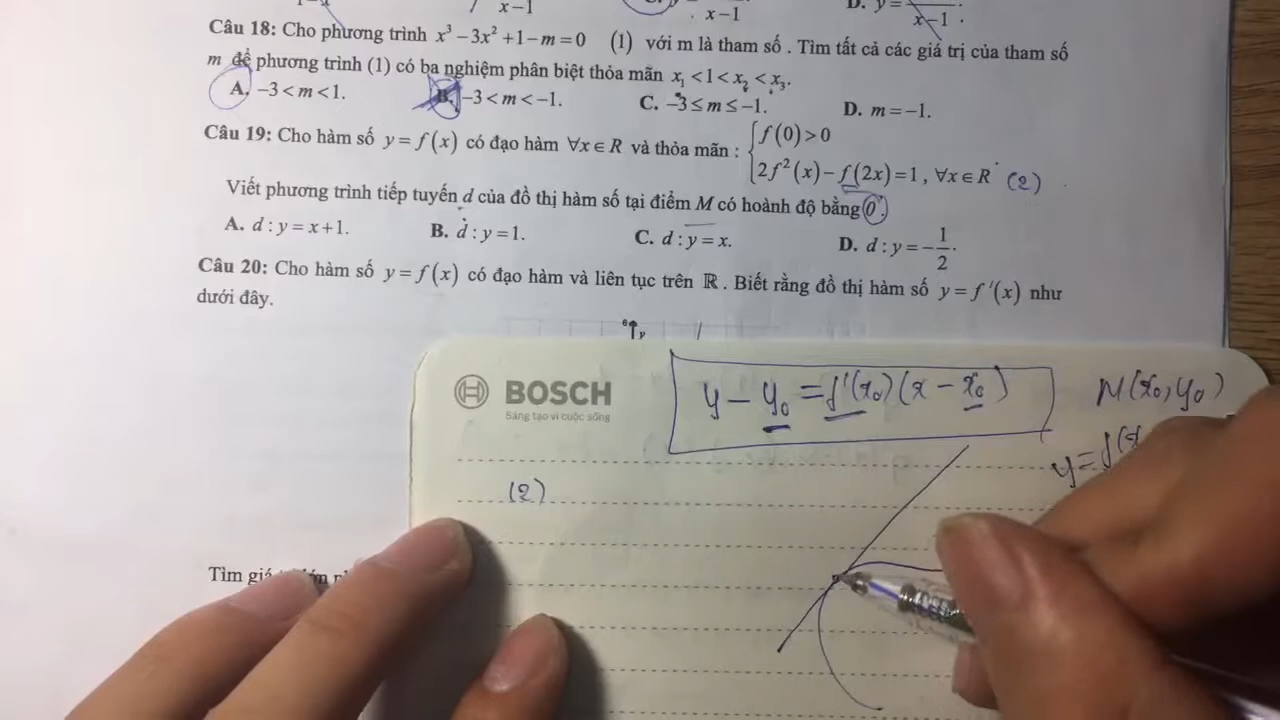 x−1
x−1
D. y=
x−1 .
Câu 18: Cho phương trình x³−3x²+1−m=0 (1) với m là tham số . Tìm tất cả các giá trị của tham số
m để phương trình (1) có ba nghiệm phân biệt thỏa mãn x₁<1<x₂<x₃.
A. −3<m<1. B. −3<m<−1. C. −3≤m≤−1. D. m=−1.
Câu 19: Cho hàm số y=f(x) có đạo hàm ∀x∈R và thỏa mãn : { f(0)>0
2f²(x)−f(2x)=1, ∀x∈R . (2)
Viết phương trình tiếp tuyến d của đồ thị hàm số tại điểm M có hoành độ bằng 0.
A. d:y=x+1. B. d:y=1. C. d:y=x. D. d:y=−1/2.
Câu 20: Cho hàm số y=f(x) có đạo hàm và liên tục trên ℝ. Biết rằng đồ thị hàm số y=f'(x) như
dưới đây.
6 y
BOSCH
Sáng tạo vì cuộc sống
y−y₀=f'(x₀)(x−x₀) M(x₀,y₀)
y=f(x
(2)
Tìm giá